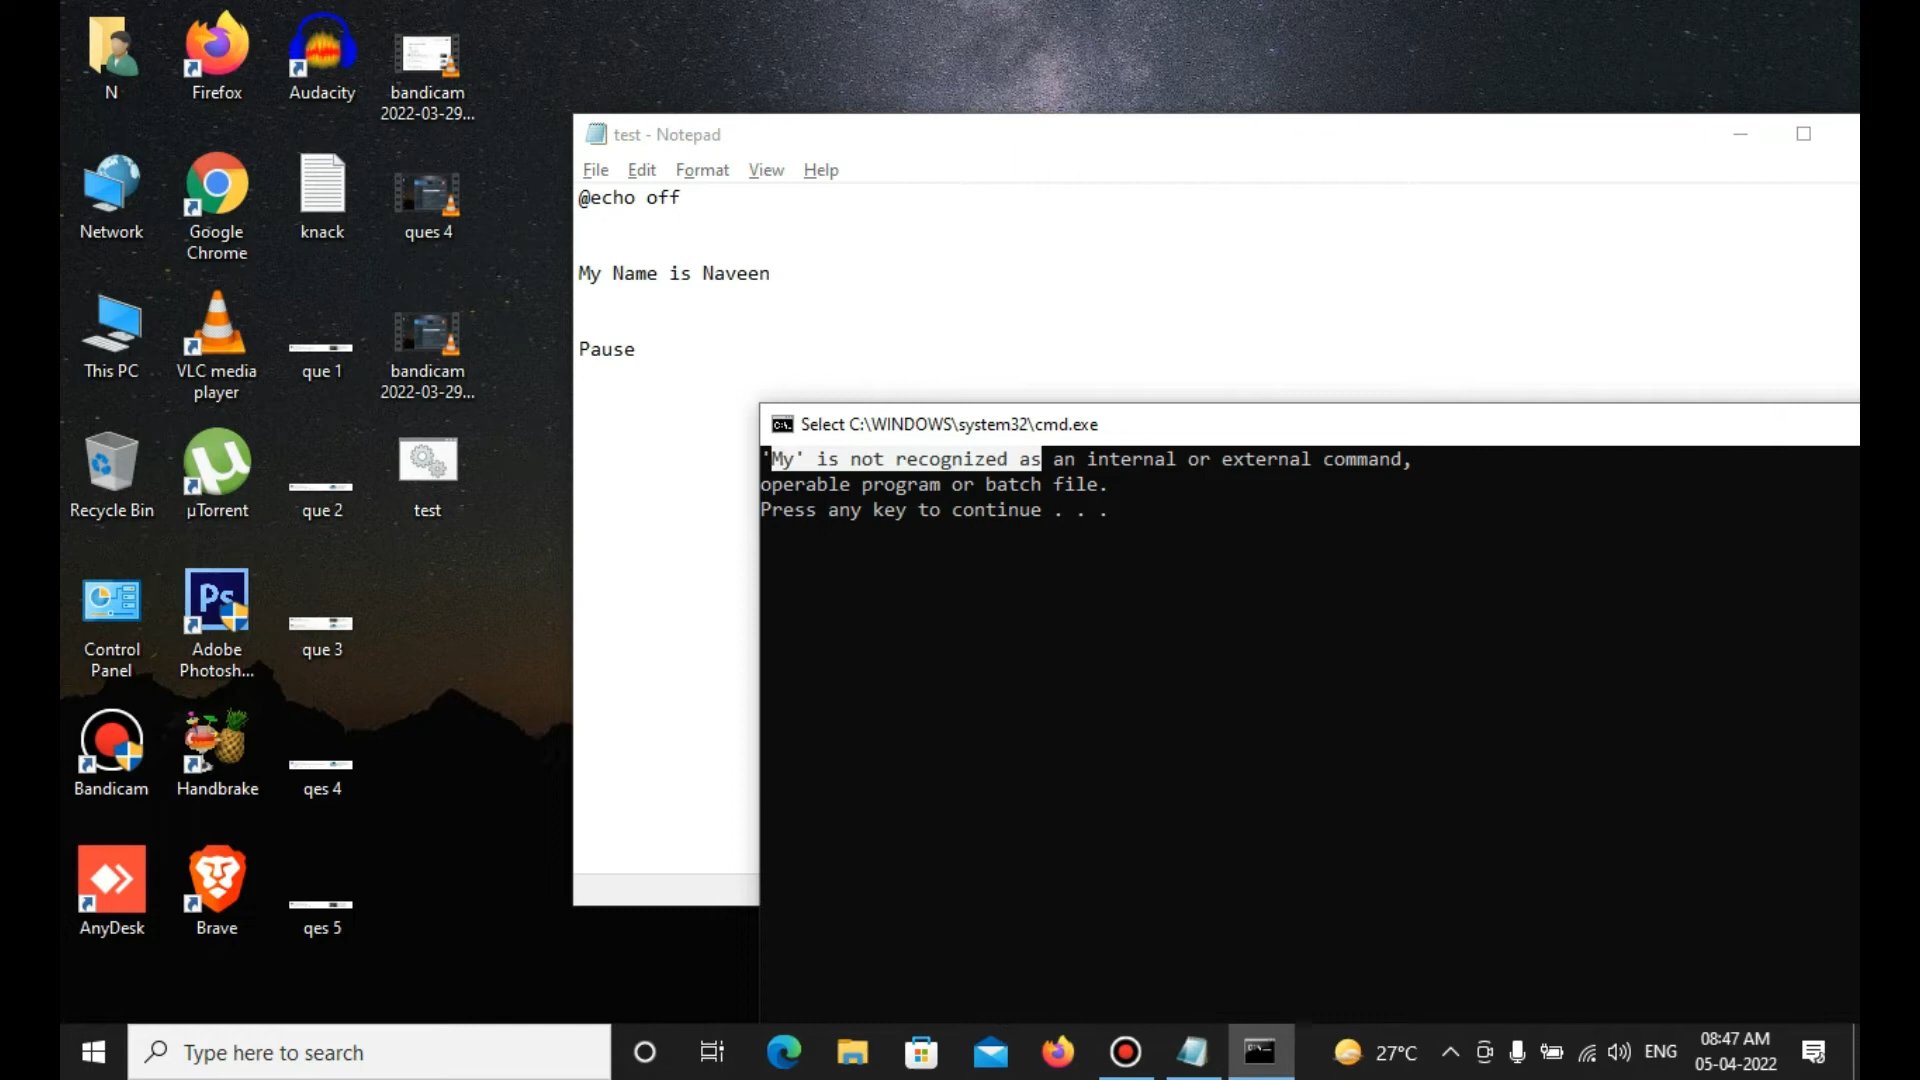 N
Firefox
Audacity
bandicam
2022-03-29...
Network
Google
Chrome
knack
ques 4
This PC
VLC media
player
que 1
bandicam
2022-03-29...
Recycle Bin
µTorrent
que 2
test
Control
Panel
Ps
Adobe
Photosh...
que 3
Bandicam
Handbrake
qes 4
AnyDesk
Brave
qes 5
test - Notepad
File Edit Format View Help
@echo off
My Name is Naveen
Pause
C:\. Select C:\WINDOWS\system32\cmd.exe
'My' is not recognized as an internal or external command,
operable program or batch file.
Press any key to continue . . .
Type here to search
27°C
ENG
08:47 AM
05-04-2022